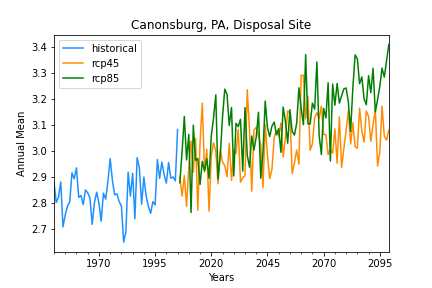 Canonsburg, PA, Disposal Site
historical
rcp45
rcp85
Annual Mean
3.4
3.3
3.2
3.1
3.0
2.9
2.8
2.7
1970
1995
2020
2045
2070
2095
Years